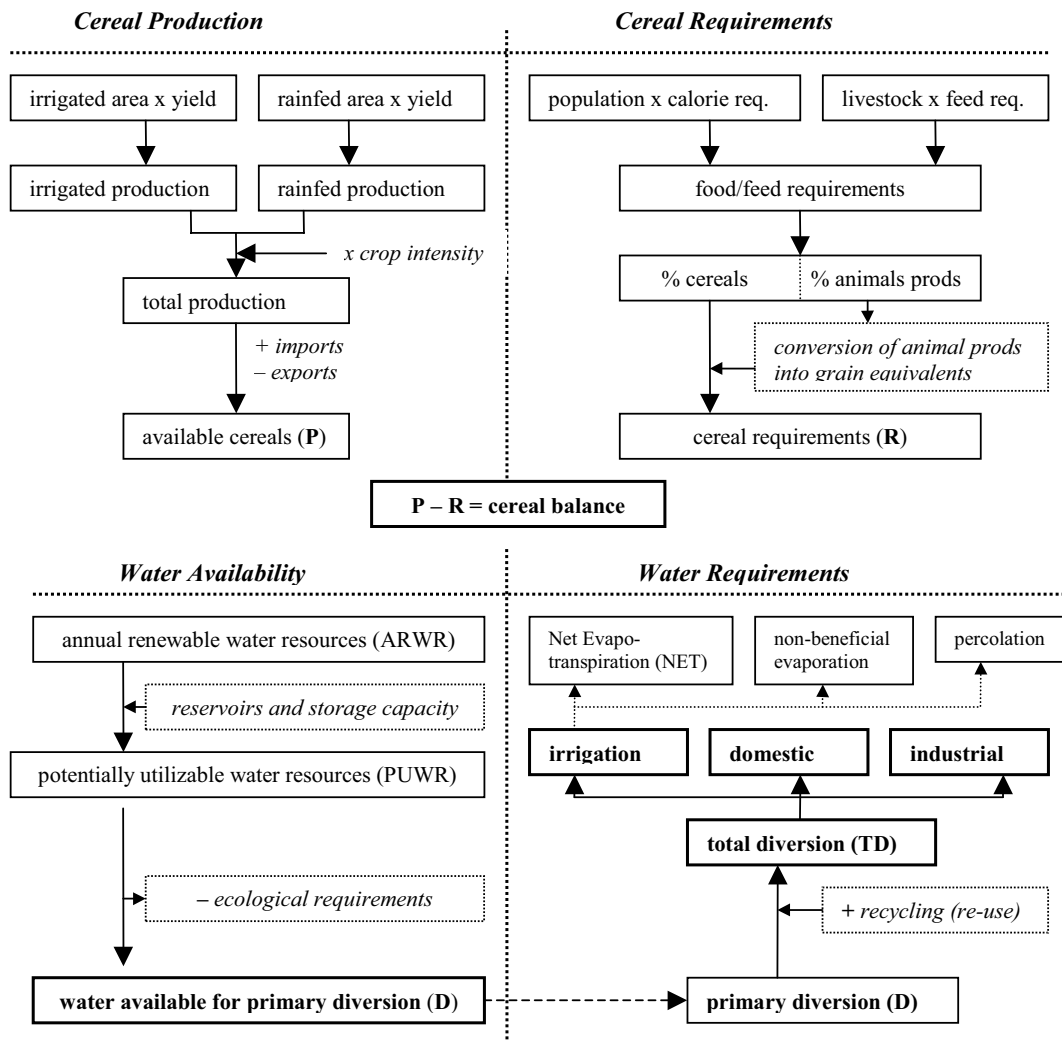 Cereal Production
Cereal Requirements
irrigated area x yield
rainfed area x yield
irrigated production
rainfed production
x crop intensity
total production
+ imports
– exports
available cereals (P)
population x calorie req.
livestock x feed req.
food/feed requirements
% cereals
% animals prods
conversion of animal prods
into grain equivalents
cereal requirements (R)
P – R = cereal balance
Water Availability
Water Requirements
annual renewable water resources (ARWR)
reservoirs and storage capacity
potentially utilizable water resources (PUWR)
– ecological requirements
water available for primary diversion (D)
Net Evapo-
transpiration (NET)
non-beneficial
evaporation
percolation
irrigation
domestic
industrial
total diversion (TD)
+ recycling (re-use)
primary diversion (D)